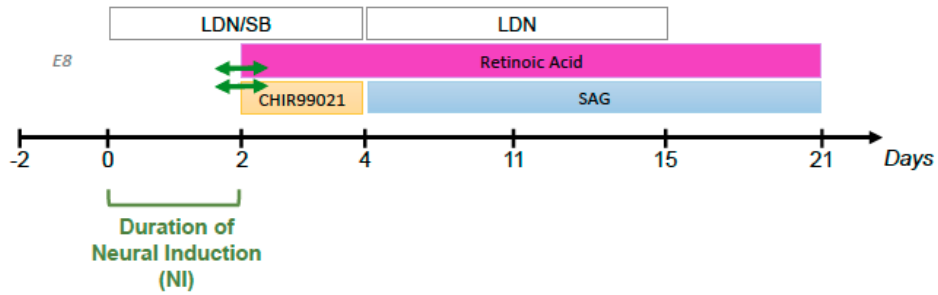 LDN/SB
LDN
E8
Retinoic Acid
CHIR99021
SAG
-2
0
2
4
11
15
21
Days
Duration of
Neural Induction
(NI)